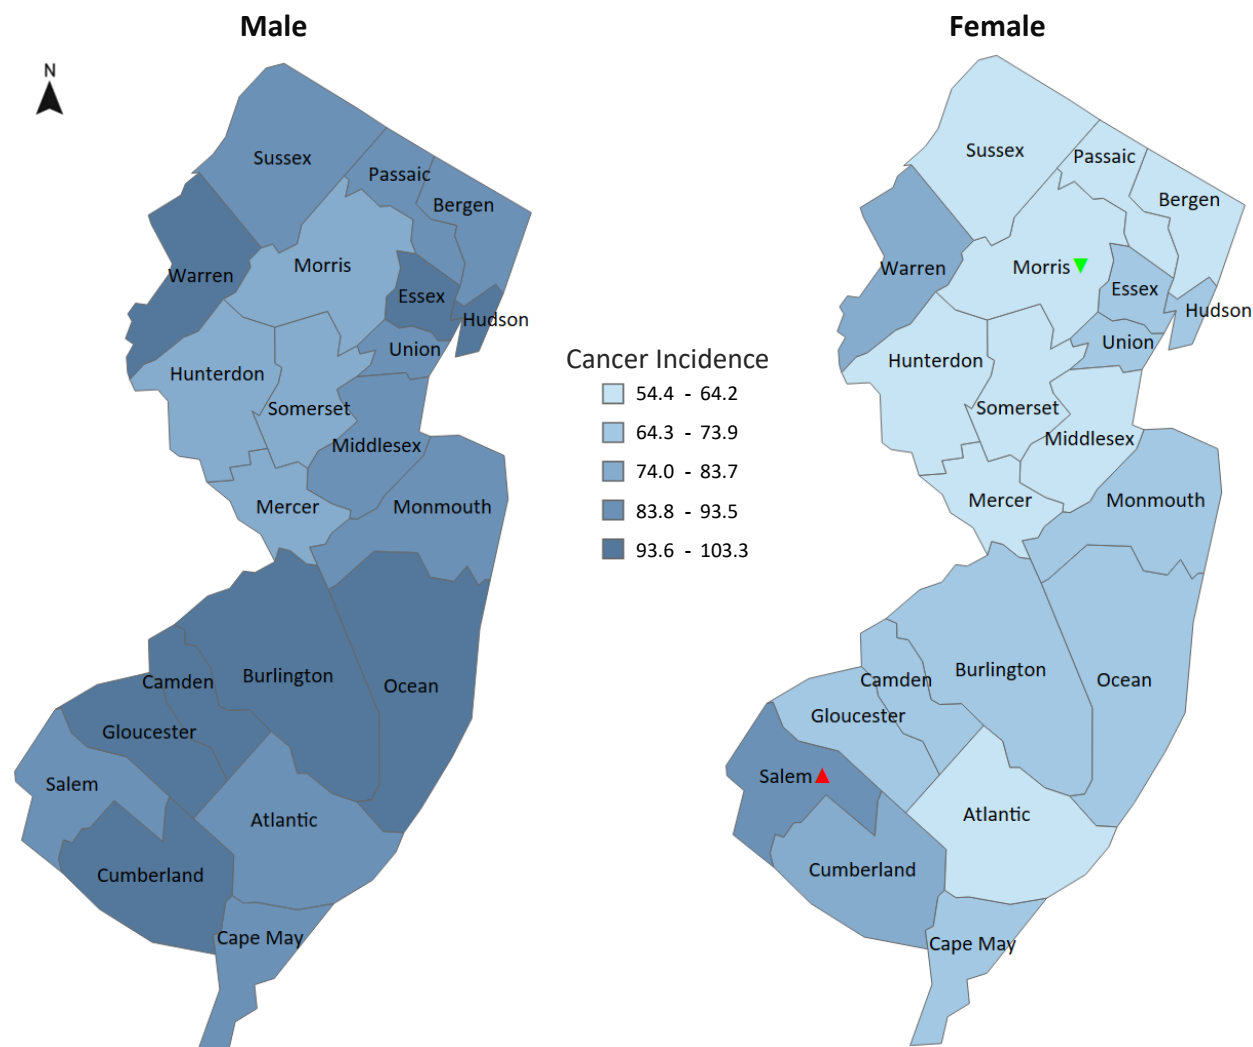 Male
Female
N
Sussex
Passaic
Bergen
Warren
Morris
Essex
Hudson
Union
Hunterdon
Somerset
Middlesex
Mercer
Monmouth
Burlington
Camden
Ocean
Gloucester
Salem
Atlantic
Cumberland
Cape May
Cancer Incidence
54.4 - 64.2
64.3 - 73.9
74.0 - 83.7
83.8 - 93.5
93.6 - 103.3
Sussex
Passaic
Bergen
Warren
Morris
Essex
Hudson
Union
Hunterdon
Somerset
Middlesex
Mercer
Monmouth
Burlington
Camden
Ocean
Gloucester
Salem
Atlantic
Cumberland
Cape May